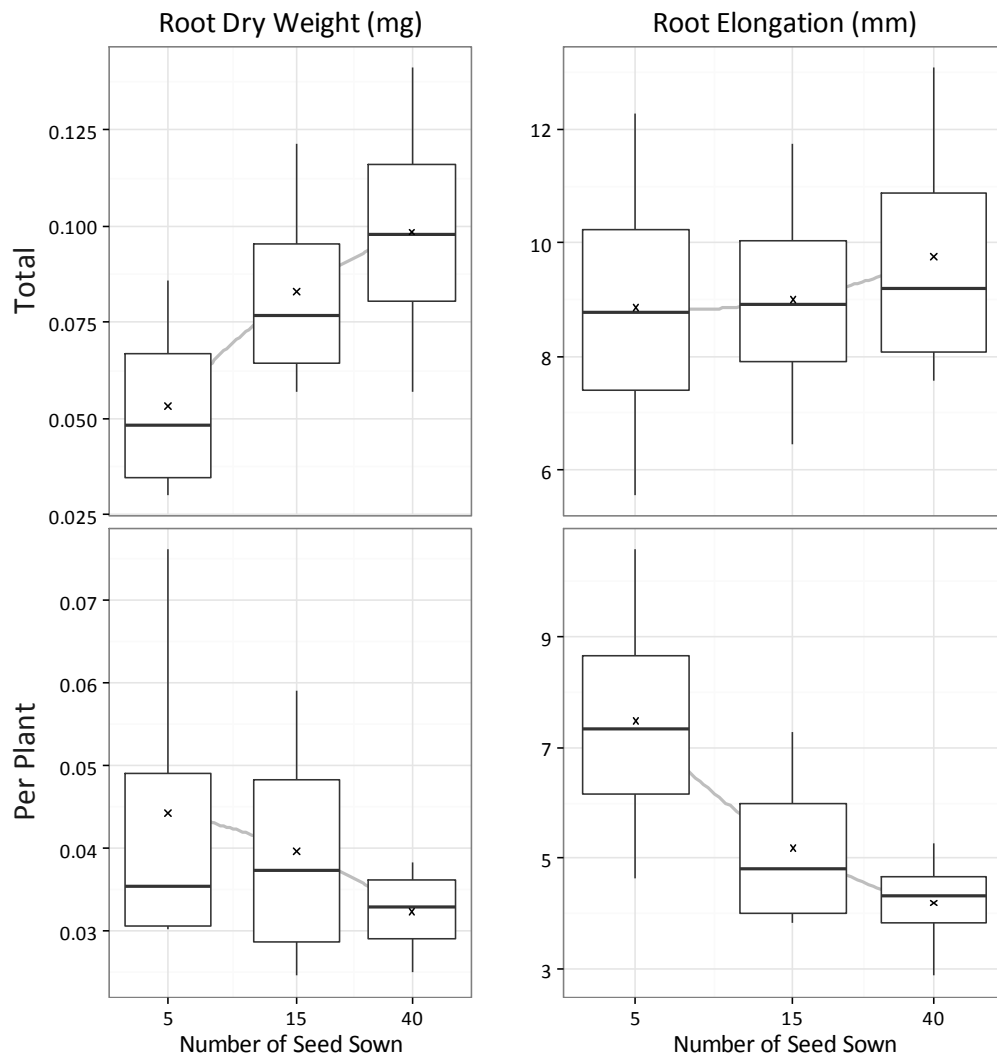 Root Dry Weight (mg)
Root Elongation (mm)
Total
0.125
0.100
0.075
0.050
0.025
12
10
8
6
Per Plant
0.07
0.06
0.05
0.04
0.03
9
7
5
3
5 15 40
Number of Seed Sown
5 15 40
Number of Seed Sown